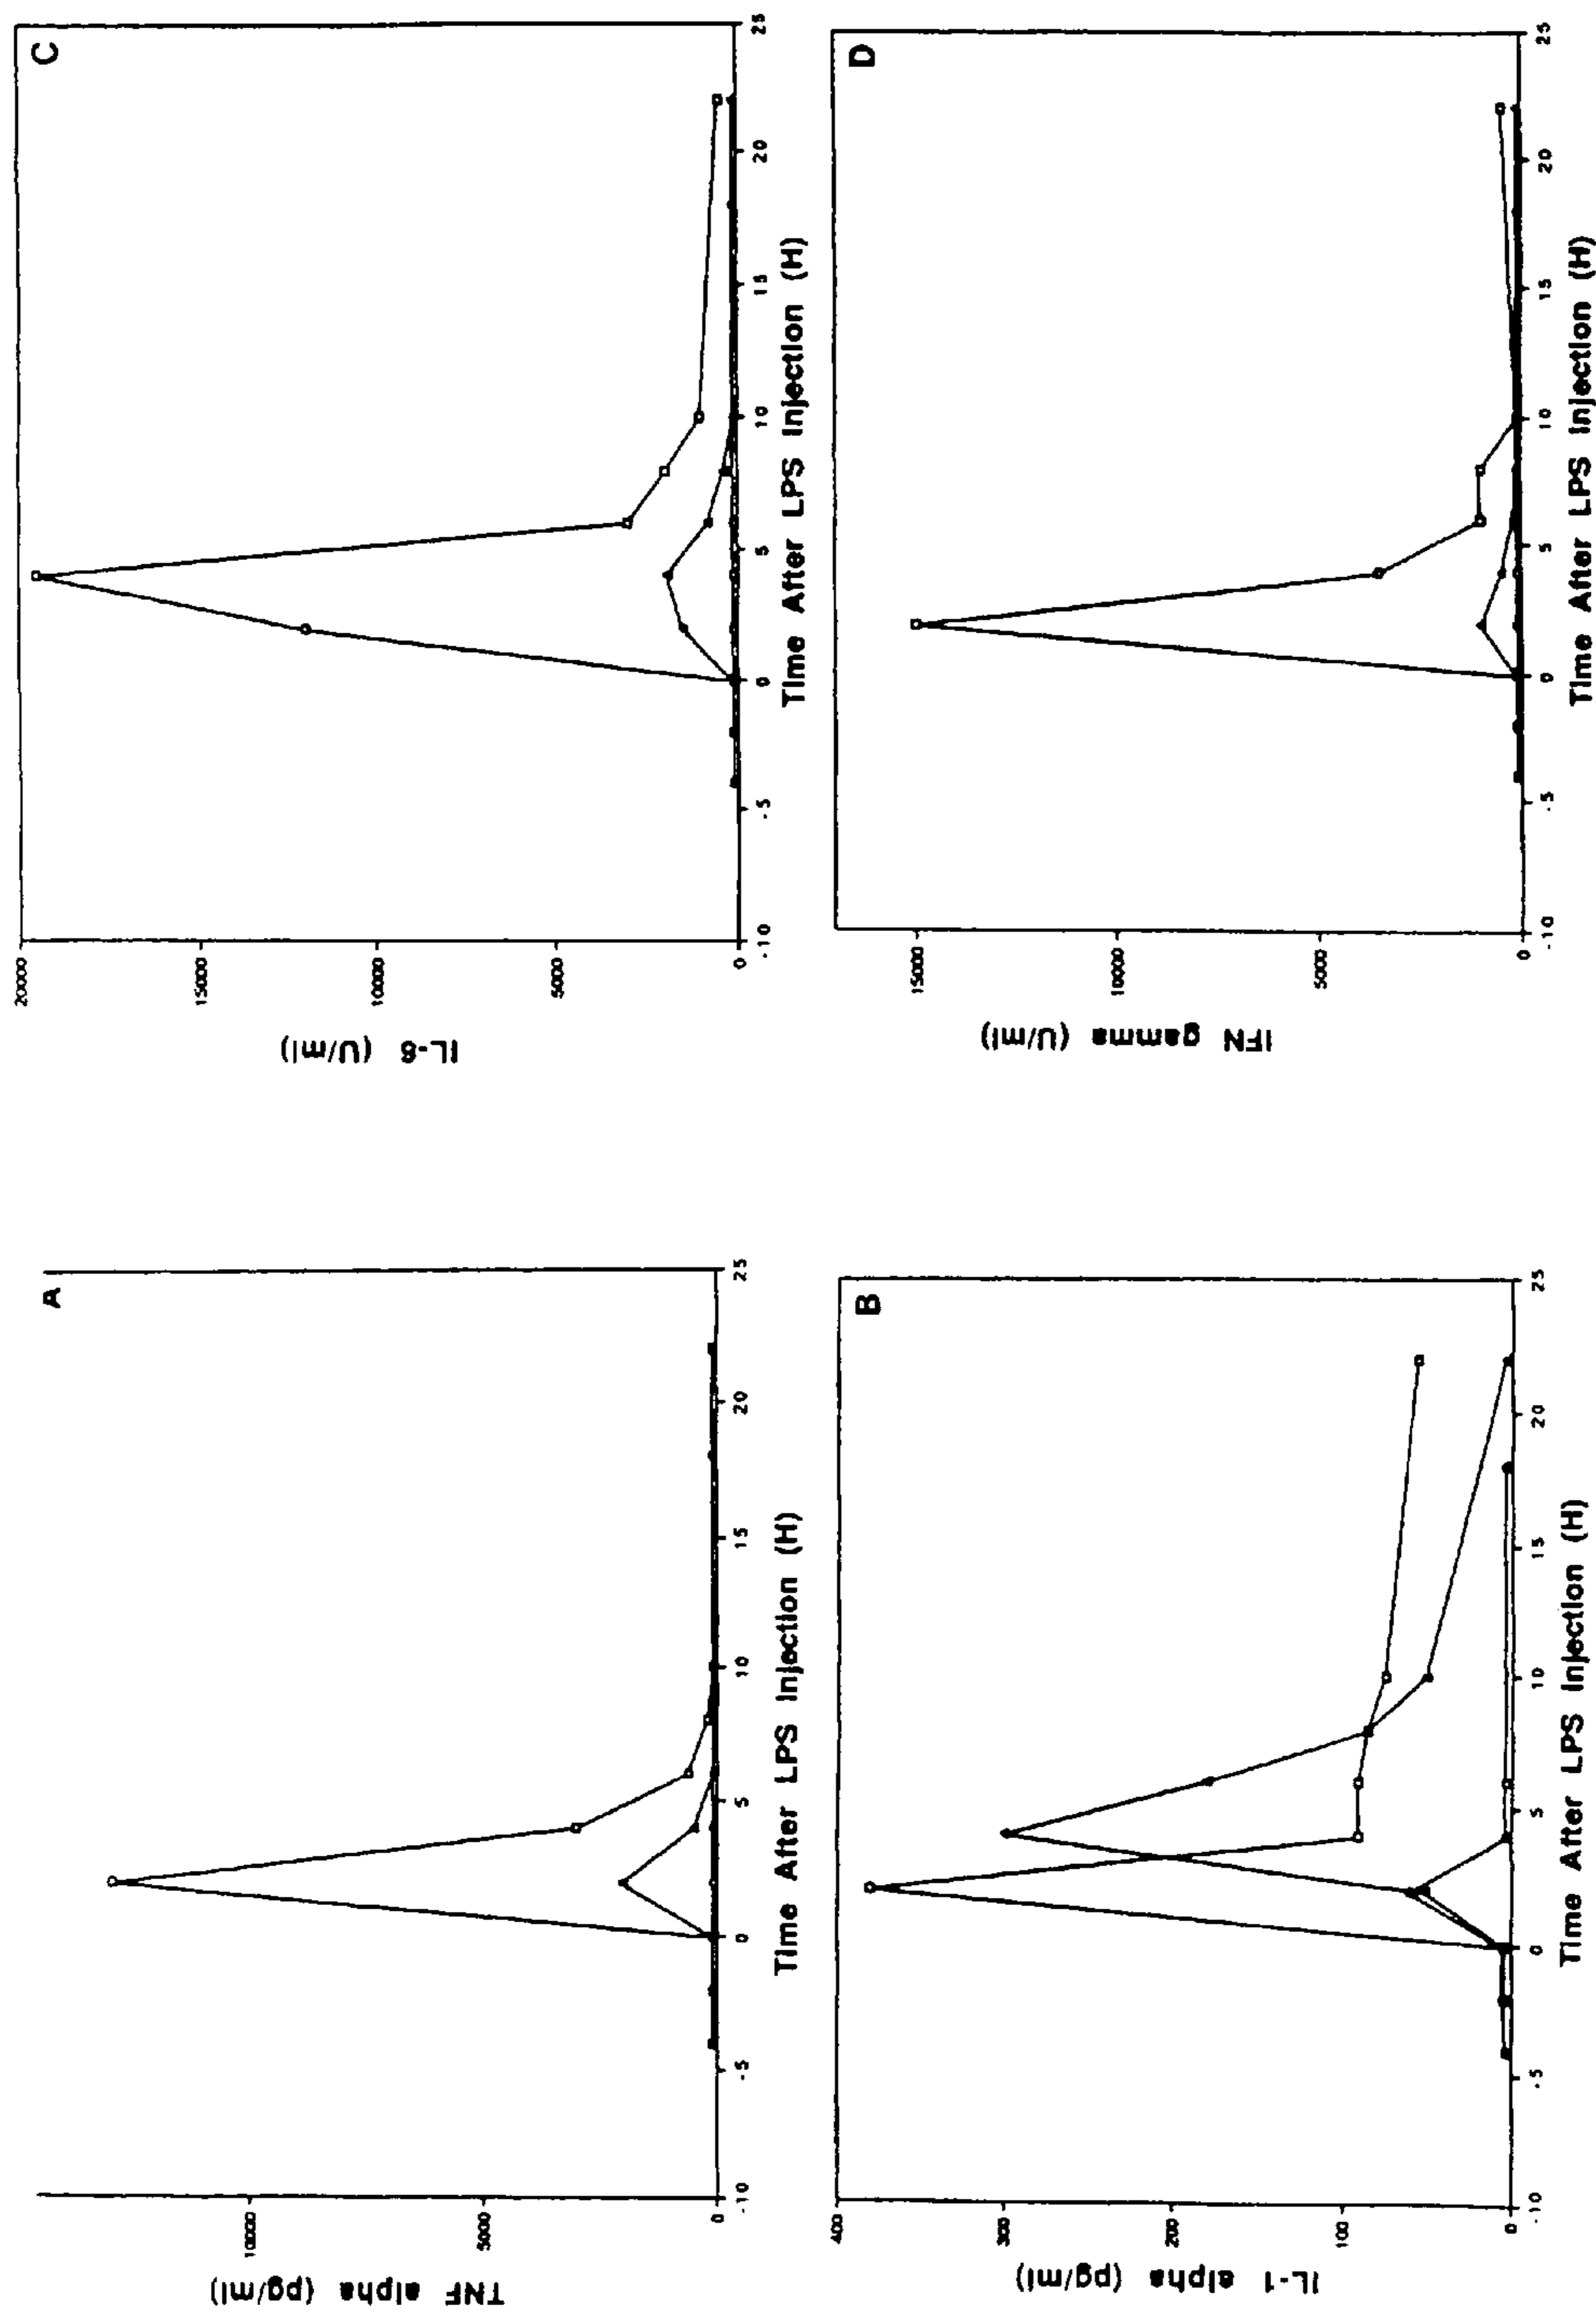 A
TNF alpha (pg/ml)
10000
5000
0
-10 -5 0 5 10 15 20 25
Time After LPS Injection (H)
B
IL-1 alpha (pg/ml)
400
300
200
100
0
-10 -5 0 5 10 15 20 25
Time After LPS Injection (H)
C
IL-6 (U/ml)
20000
15000
10000
5000
0
-10 -5 0 5 10 15 20 25
Time After LPS Injection (H)
D
IFN gamma (U/ml)
15000
10000
5000
0
-10 -5 0 5 10 15 20 25
Time After LPS Injection (H)